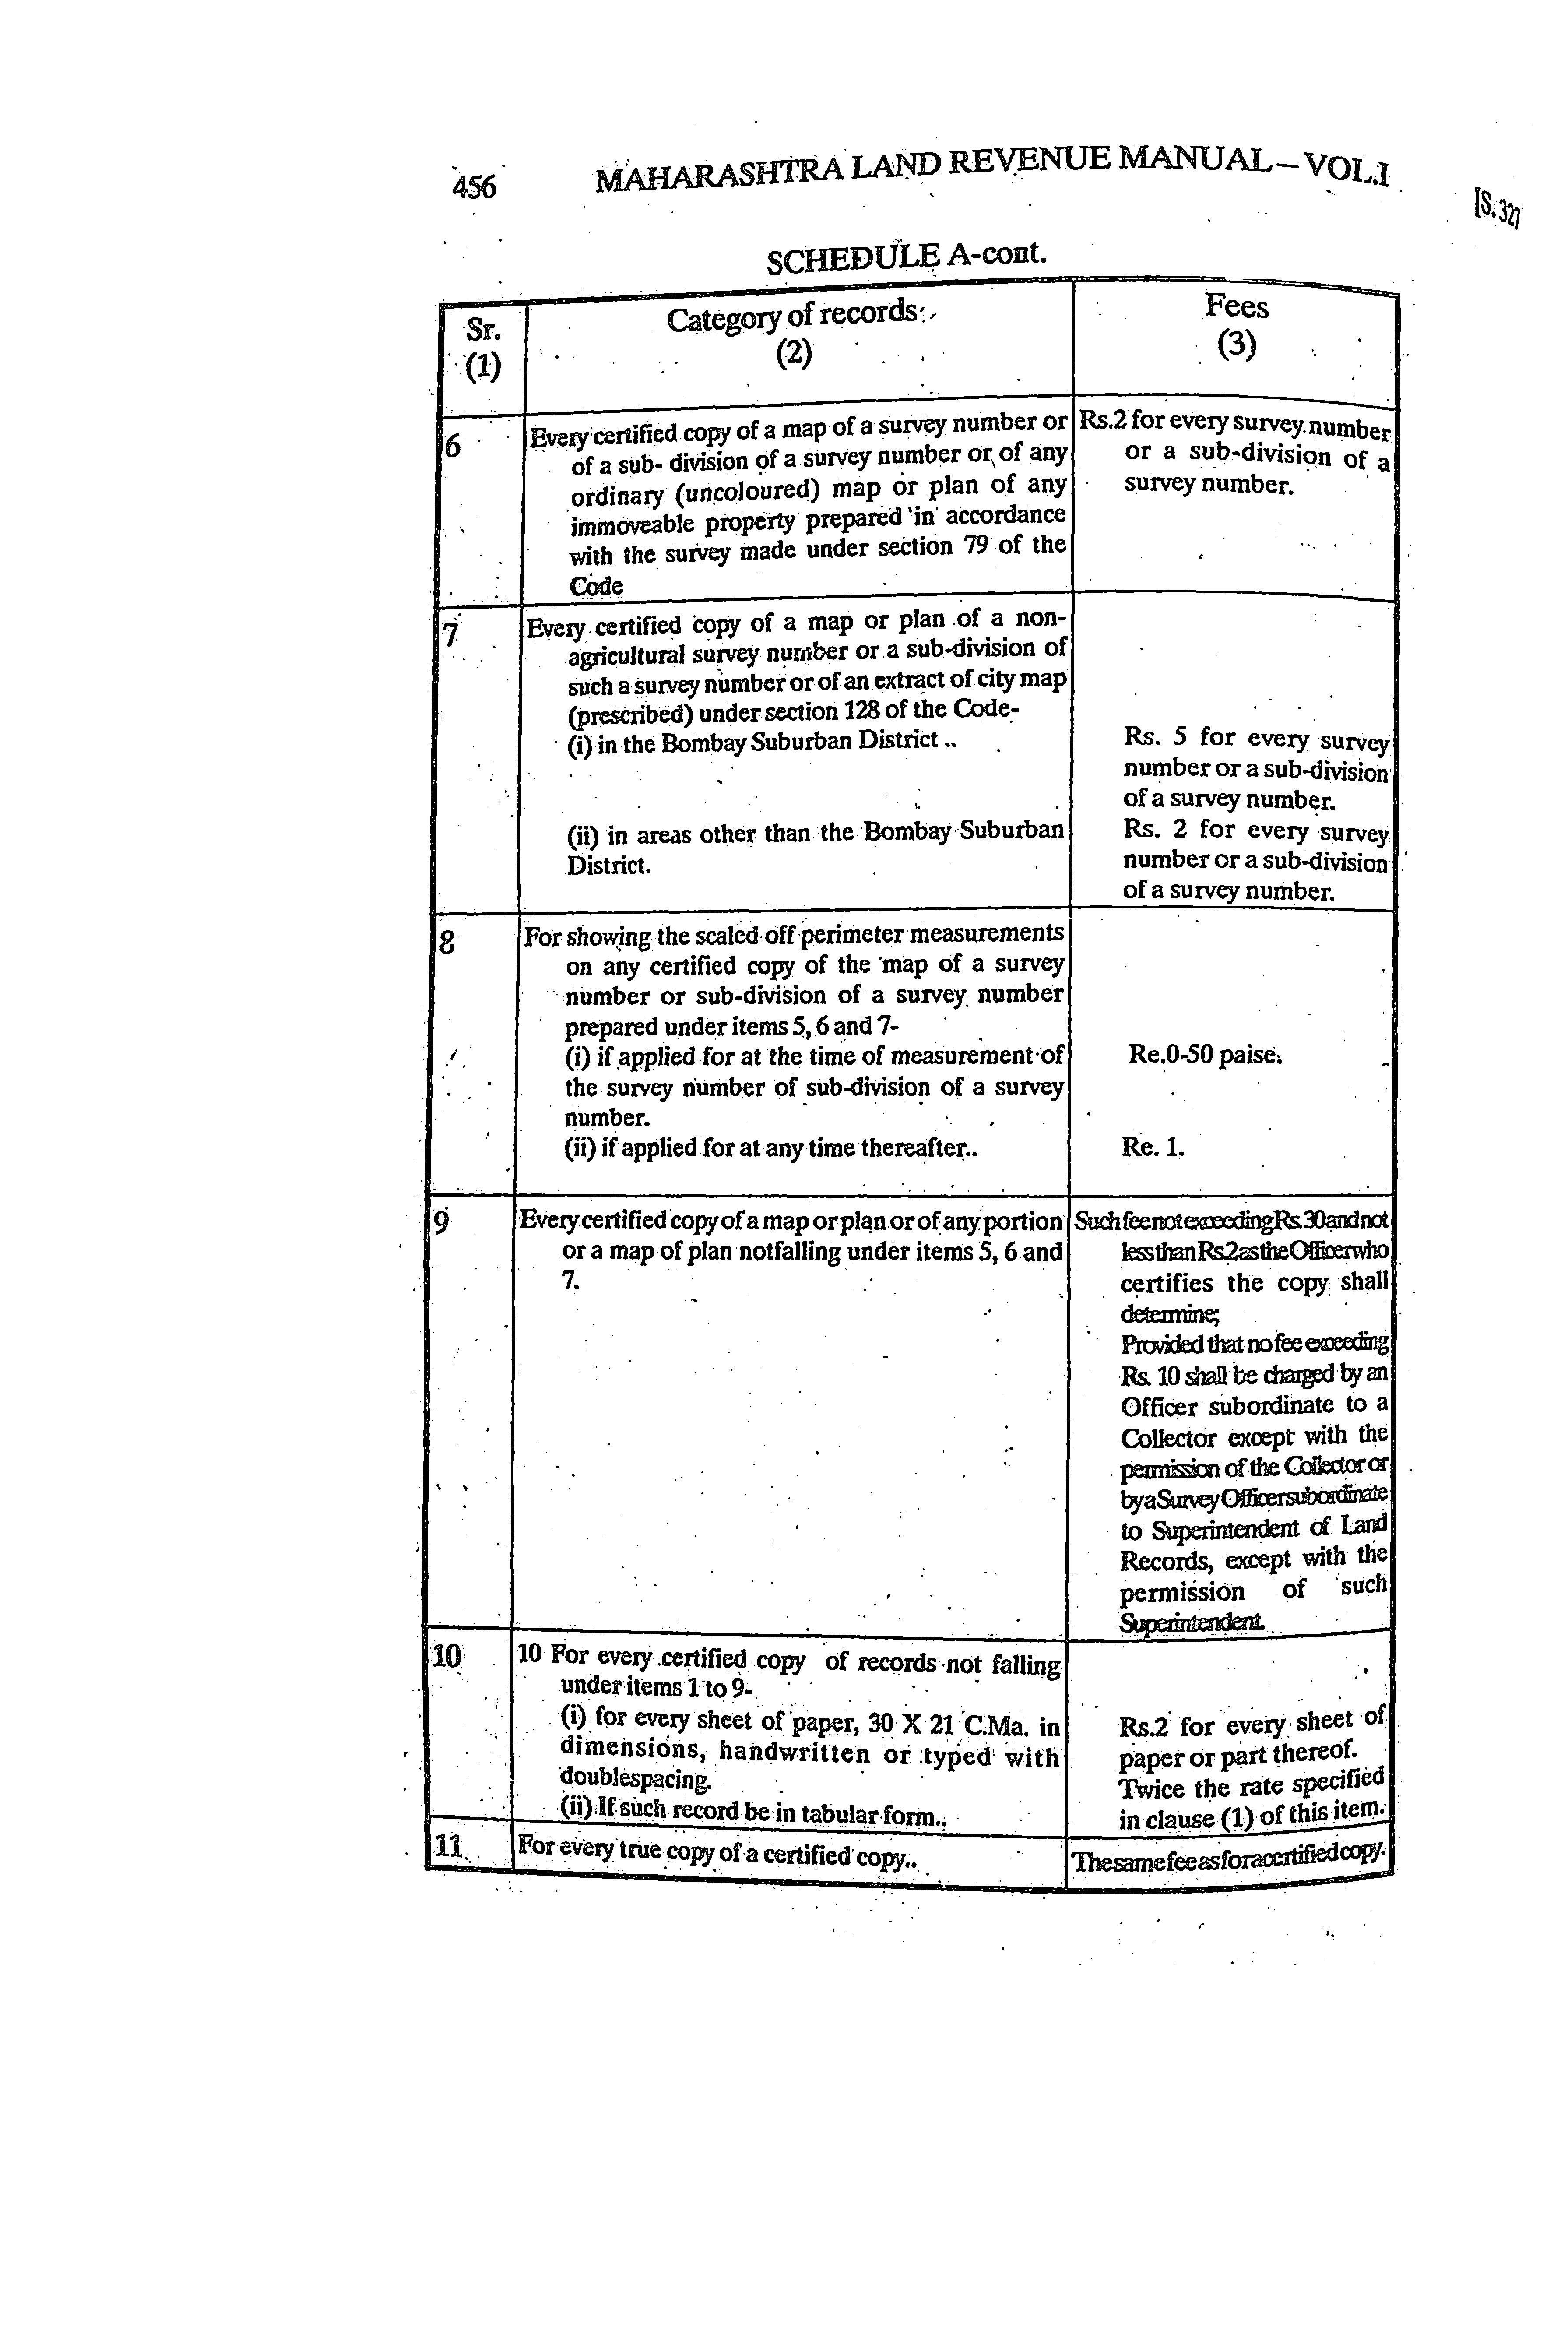 456 MAHARASHTRA LAND REVENUE MANUAL – VOL.I [S. 327
SCHEDULE A-cont.
Sr. Category of records Fees
(1) (2) (3)
6 Every certified copy of a map of a survey number or Rs.2 for every survey number
of a sub- division of a survey number or of any or a sub-division of a
ordinary (uncoloured) map or plan of any survey number.
immoveable property prepared in accordance
with the survey made under section 79 of the
Code
7 Every certified copy of a map or plan of a non-
agricultural survey number or a sub-division of
such a survey number or of an extract of city map
(prescribed) under section 128 of the Code-
(i) in the Bombay Suburban District .. Rs. 5 for every survey
number or a sub-division
of a survey number.
(ii) in areas other than the Bombay Suburban Rs. 2 for every survey
District. number or a sub-division
of a survey number.
8 For showing the scaled off perimeter measurements
on any certified copy of the map of a survey
number or sub-division of a survey number
prepared under items 5, 6 and 7-
(i) if applied for at the time of measurement of Re.0-50 paise.
the survey number of sub-division of a survey
number.
(ii) if applied for at any time thereafter.. Re. 1.
9 Every certified copy of a map or plan or of any portion Such fee not exceeding Rs.30 and not
or a map of plan notfalling under items 5, 6 and less than Rs.2 as the Officer who
7. certifies the copy shall
determine;
Provided that no fee exceeding
Rs. 10 shall be charged by an
Officer subordinate to a
Collector except with the
permission of the Collector or
by a Survey Officer subordinate
to Superintendent of Land
Records, except with the
permission of such
Superintendent.
10 10 For every certified copy of records not falling
under items 1 to 9-
(i) for every sheet of paper, 30 X 21 C.Ma. in Rs.2 for every sheet of
dimensions, handwritten or typed with paper or part thereof.
doublespacing. Twice the rate specified
(ii) If such record be in tabular form.. in clause (1) of this item.
11 For every true copy of a certified copy.. The same fee as for a certified copy.